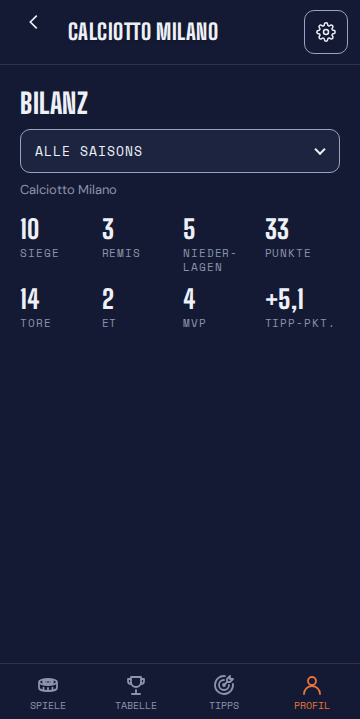 CALCIOTTO MILANO
BILANZ
ALLE SAISONS
Calciotto Milano
10 3 5 33
SIEGE REMIS NIEDER-
LAGEN PUNKTE
14 2 4 +5,1
TORE ET MVP TIPP-PKT.
SPIELE TABELLE TIPPS PROFIL